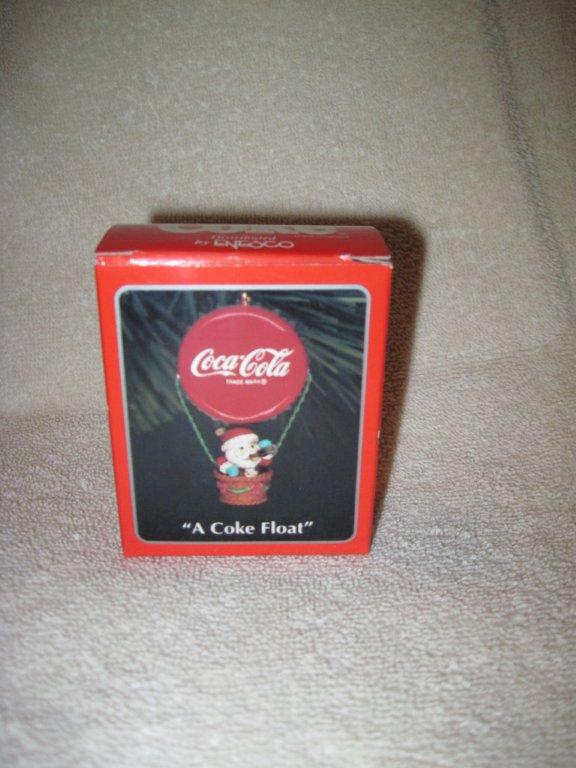 Distributed
by ENESCO
Coca-Cola
TRADE MARK®
"A Coke Float"